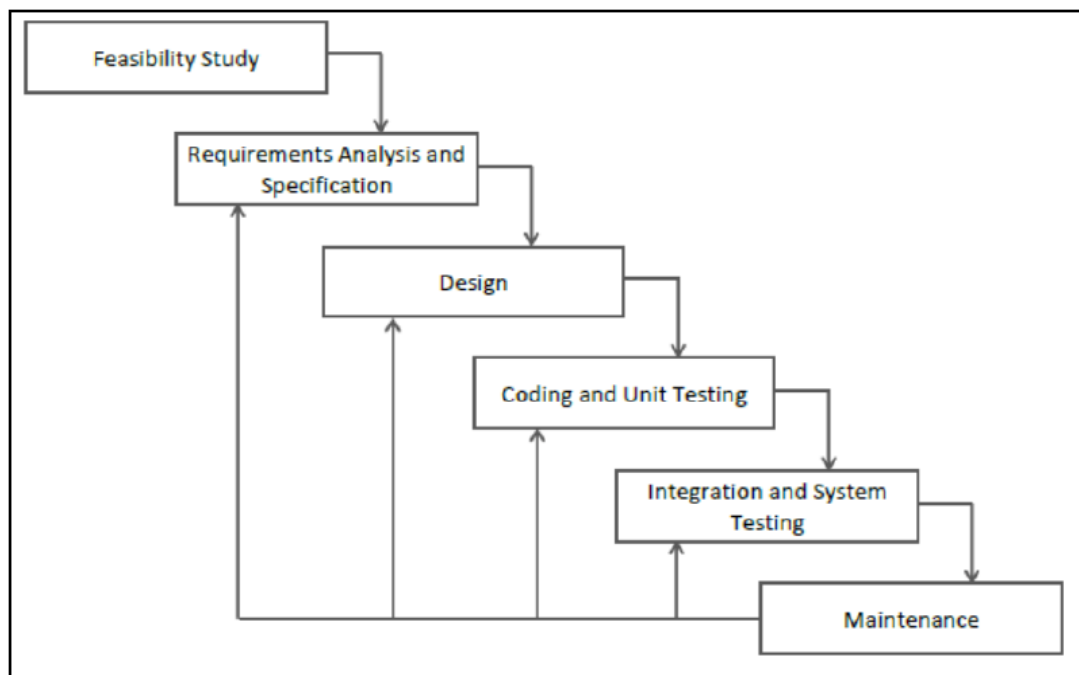 Feasibility Study
Requirements Analysis and
Specification
Design
Coding and Unit Testing
Integration and System
Testing
Maintenance